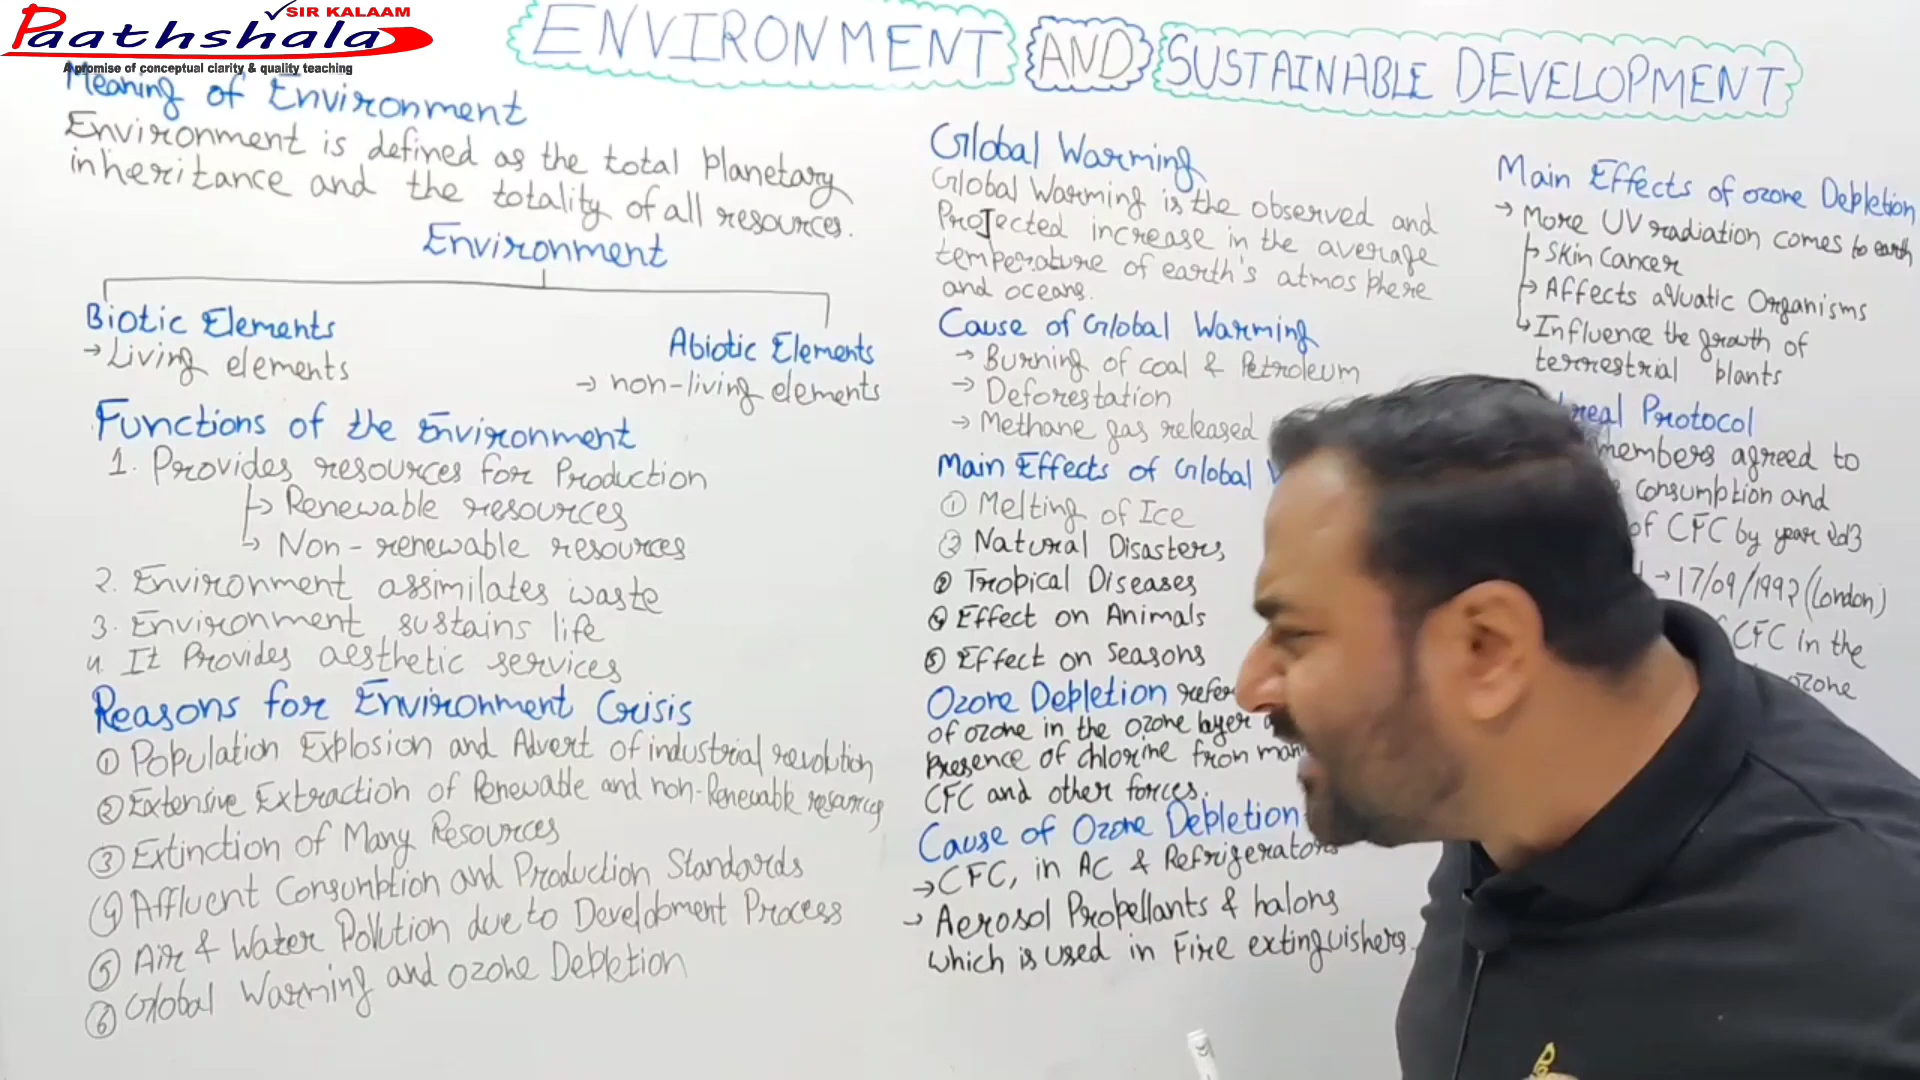 SIR KALAAM
Paathshala
A promise of conceptual clarity & quality teaching
ENVIRONMENT AND SUSTAINABLE DEVELOPMENT
Meaning of Environment
Environment is defined as the total planetary
inheritance and the totality of all resources.
Environment
Biotic Elements
→ Living elements
Abiotic Elements
→ non-living elements
Functions of the Environment
1. Provides resources for Production
Renewable resources
Non-renewable resources
2. Environment assimilates waste
3. Environment sustains life
4. It Provides aesthetic services
Reasons for Environment Crisis
① Population Explosion and Advert of industrial revolution
② Extensive Extraction of Renewable and non-Renewable
③ Extinction of Many Resources
④ Affluent Consumption and Production Standards
⑤ Air & Water Pollution due to Development Process
⑥ Global Warming and ozone Depletion
Global Warming
Global Warming is the observed and
Projected increase in the average
temperature of earth's atmosphere
and oceans.
Cause of Global Warming
→ Burning of coal & Petroleum
→ Deforestation
→ Methane gas released
Main Effects of Global
① Melting of Ice
② Natural Disasters
Tropical Diseases
④ Effect on Animals
⑤ Effect on Seasons
Ozone Depletion refer
of ozone in the ozone layer
Presence of chlorine from
CFC and other forces.
Cause of Ozone Depletion
→ CFC, in AC & Refrigerators
→ Aerosol Propellants & halons
which is used in Fire extinguishers.
Main Effects of ozone Depletion
→ More UV radiation comes to earth
Skin Cancer
→ Affects aquatic Organisms
Influence the growth of
terrestrial plants
real Protocol
members agreed to
consumption and
of CFC by year
→ 17/09/1992 (London)
CFC in the
ozone